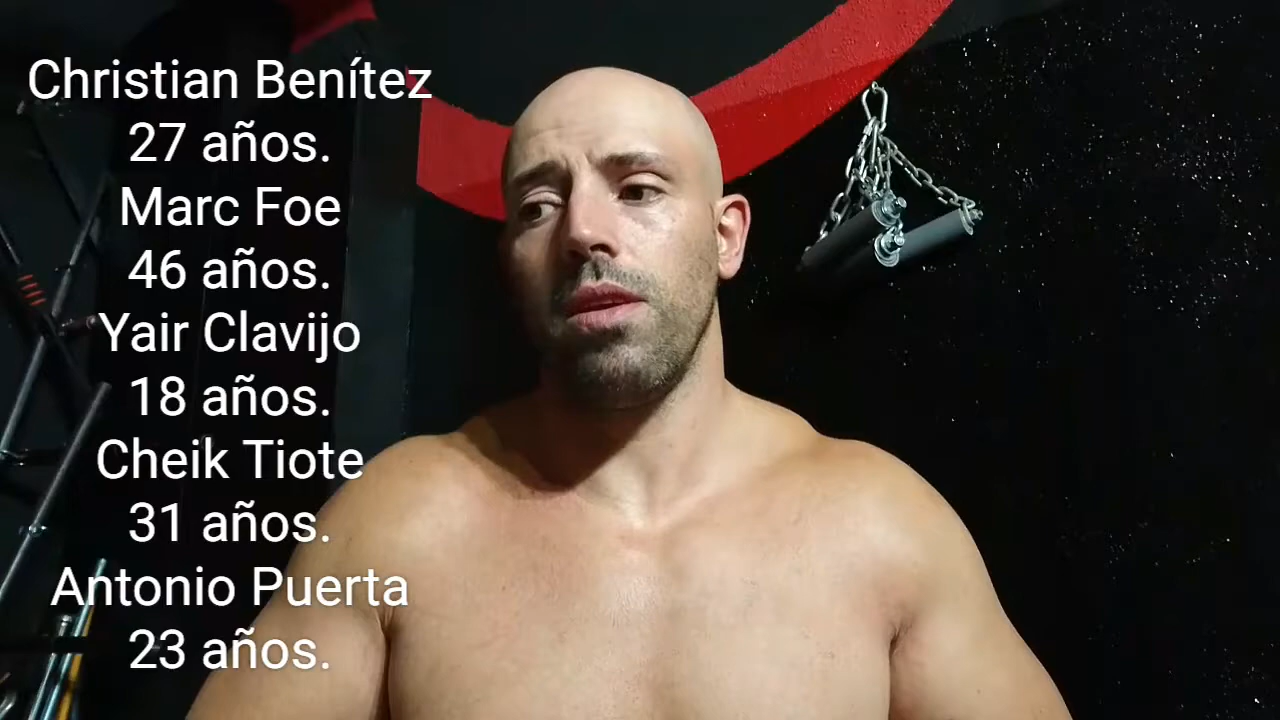 Christian Benítez
27 años.
Marc Foe
46 años.
Yair Clavijo
18 años.
Cheik Tiote
31 años.
Antonio Puerta
23 años.